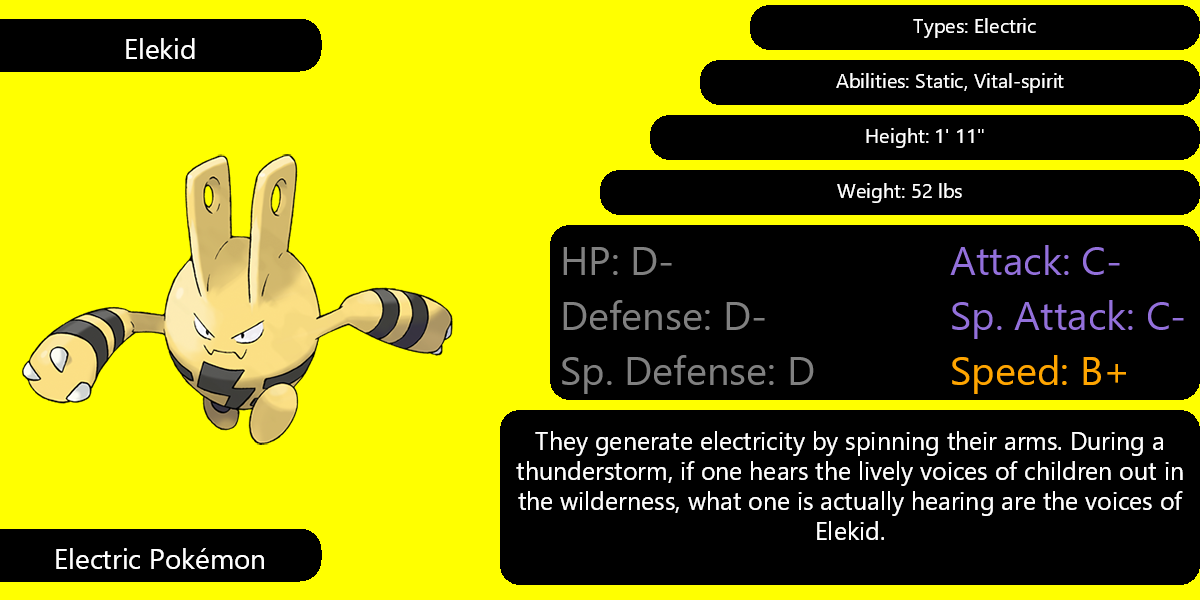 Elekid
Types: Electric
Abilities: Static, Vital-spirit
Height: 1' 11"
Weight: 52 lbs
HP: D-
Attack: C-
Defense: D-
Sp. Attack: C-
Sp. Defense: D
Speed: B+
They generate electricity by spinning their arms. During a
thunderstorm, if one hears the lively voices of children out in
the wilderness, what one is actually hearing are the voices of
Elekid.
Electric Pokémon